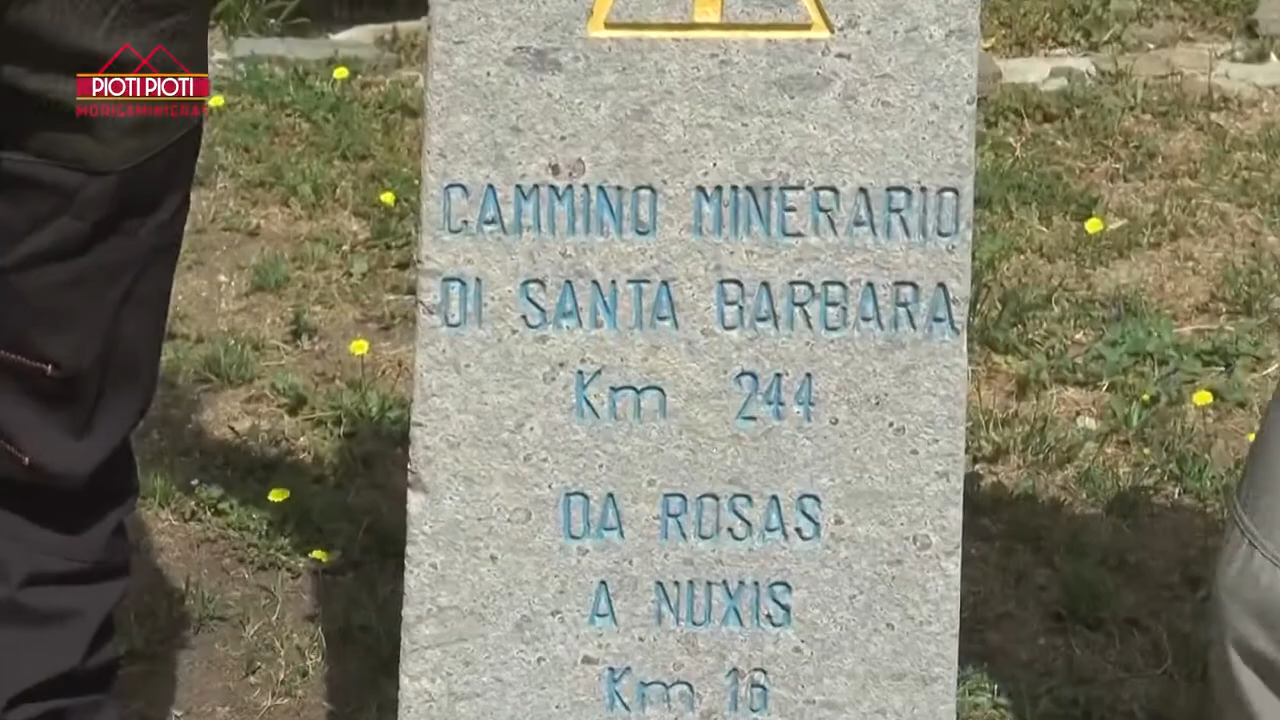 PIOTI PIOTI
CAMMINO MINERARIO
DI SANTA BARBARA
Km 244
DA ROSAS
A NUXIS
Km 16